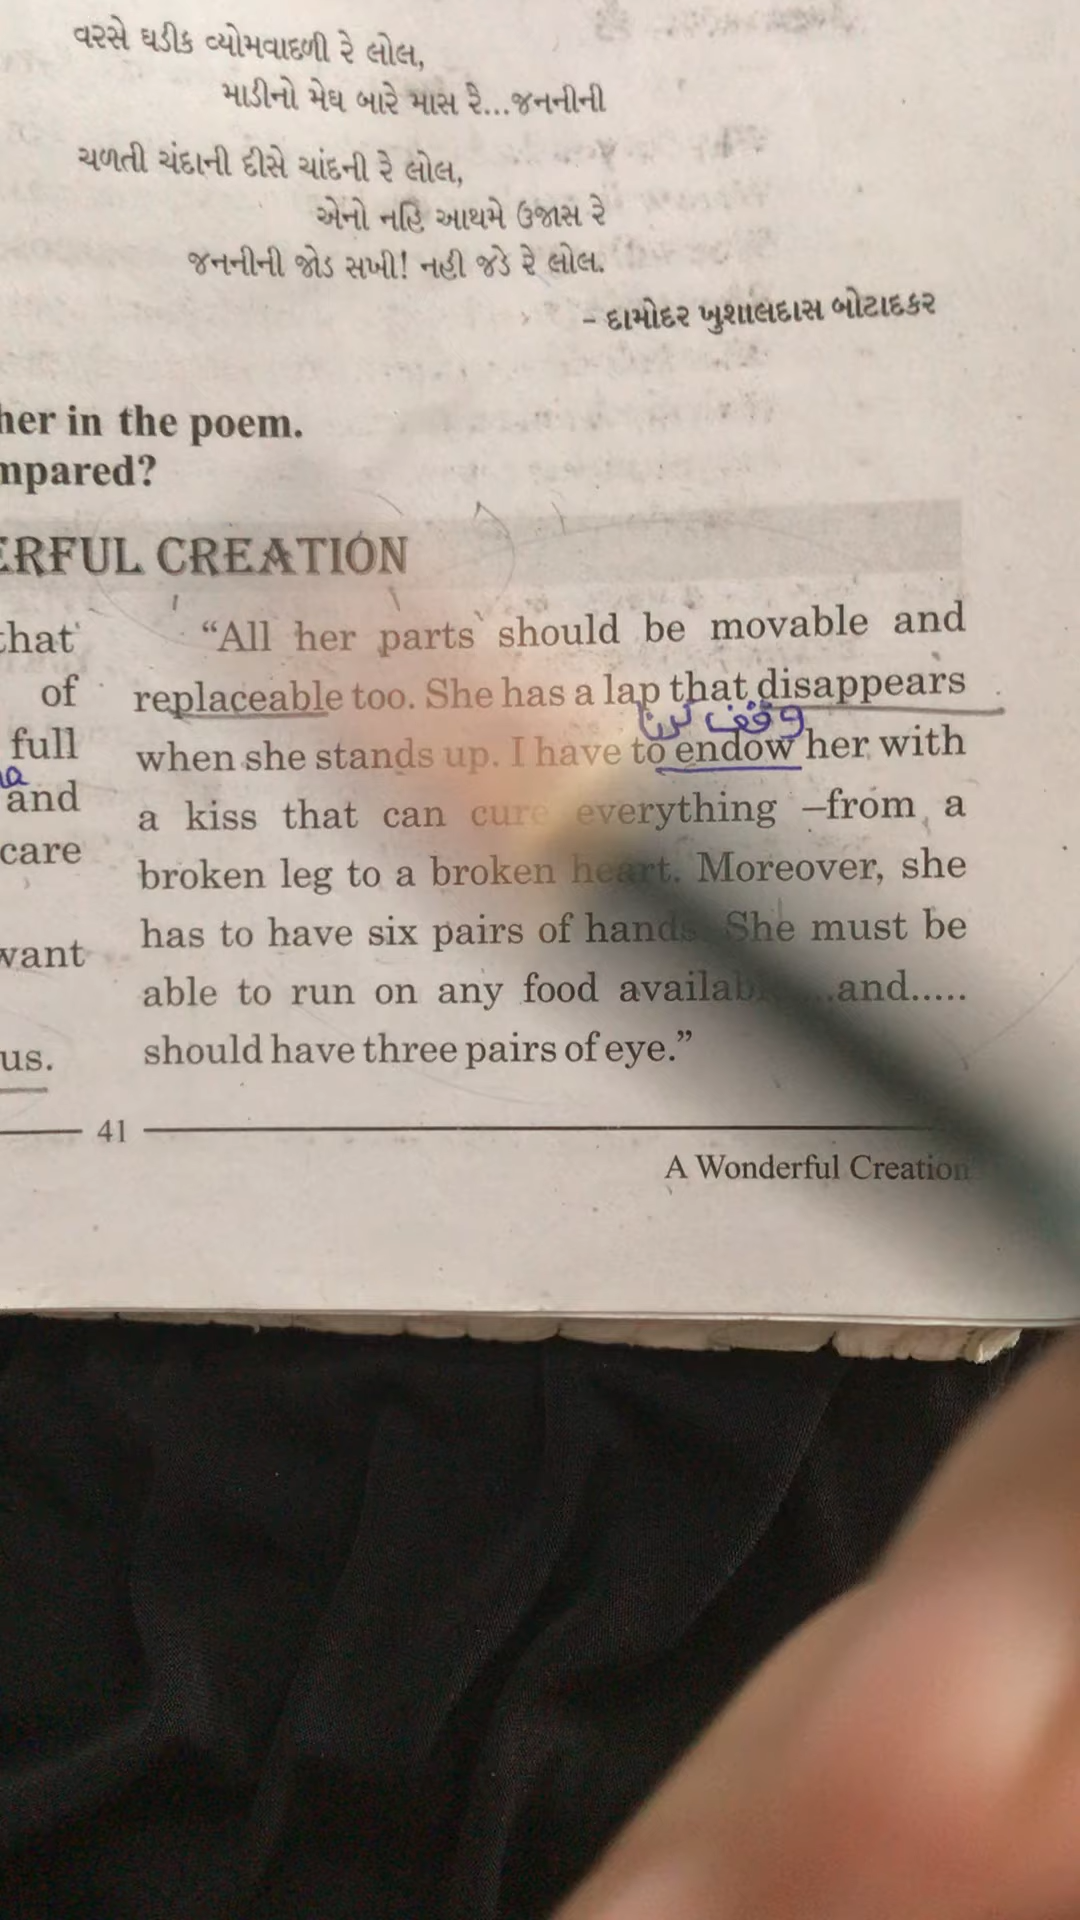 વરસે ઘડીક વ્યોમવાદળી રે લોલ,
માડીનો મેઘ બારે માસ રે...જનનીની
ચળતી ચંદાની દીસે ચાંદની રે લોલ,
એનો નહિ આથમે ઉજાસ રે
જનનીની જોડ સખી! નહી જડે રે લોલ.
- દામોદર ખુશાલદાસ બોટાદકર
her in the poem.
mpared?
ERFUL CREATION
that
of
full
and
care
want
us.
“All her parts should be movable and
replaceable too. She has a lap that disappears
وقف کرنا
when she stands up. I have to endow her with
a kiss that can cure everything –from a
broken leg to a broken heart. Moreover, she
has to have six pairs of hands. She must be
able to run on any food availab ...and.....
should have three pairs of eye.”
41
A Wonderful Creation